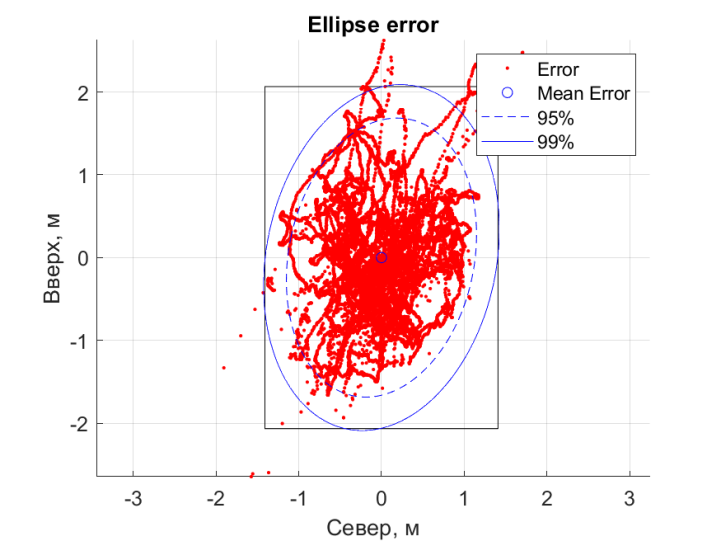 Ellipse error
Error
Mean Error
95%
99%
2
1
0
-1
-2
Вверх, м
-3
-2
-1
0
1
2
3
Север, м